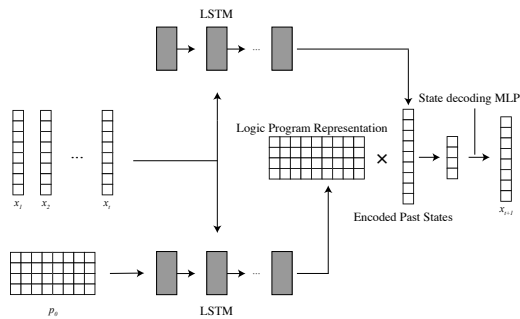 LSTM
...
State decoding MLP
Logic Program Representation
×
...
x₁ x₂ xₜ
xₜ₊₁
Encoded Past States
...
p₀
LSTM